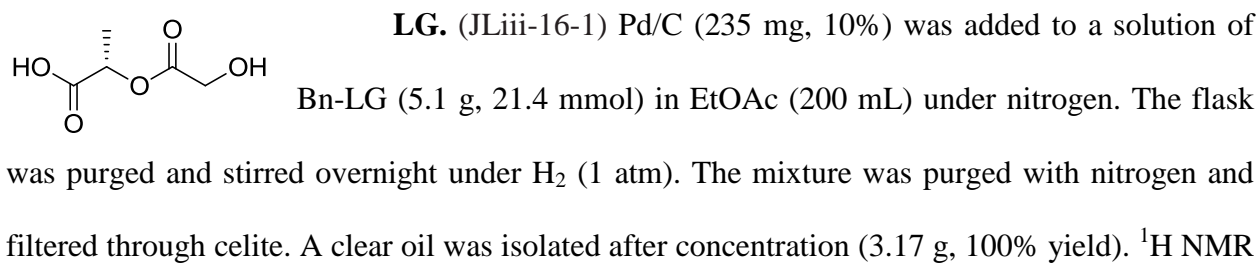 LG. (JLiii-16-1) Pd/C (235 mg, 10%) was added to a solution of
HO O O OH O
Bn-LG (5.1 g, 21.4 mmol) in EtOAc (200 mL) under nitrogen. The flask
was purged and stirred overnight under H₂ (1 atm). The mixture was purged with nitrogen and
filtered through celite. A clear oil was isolated after concentration (3.17 g, 100% yield). ¹H NMR